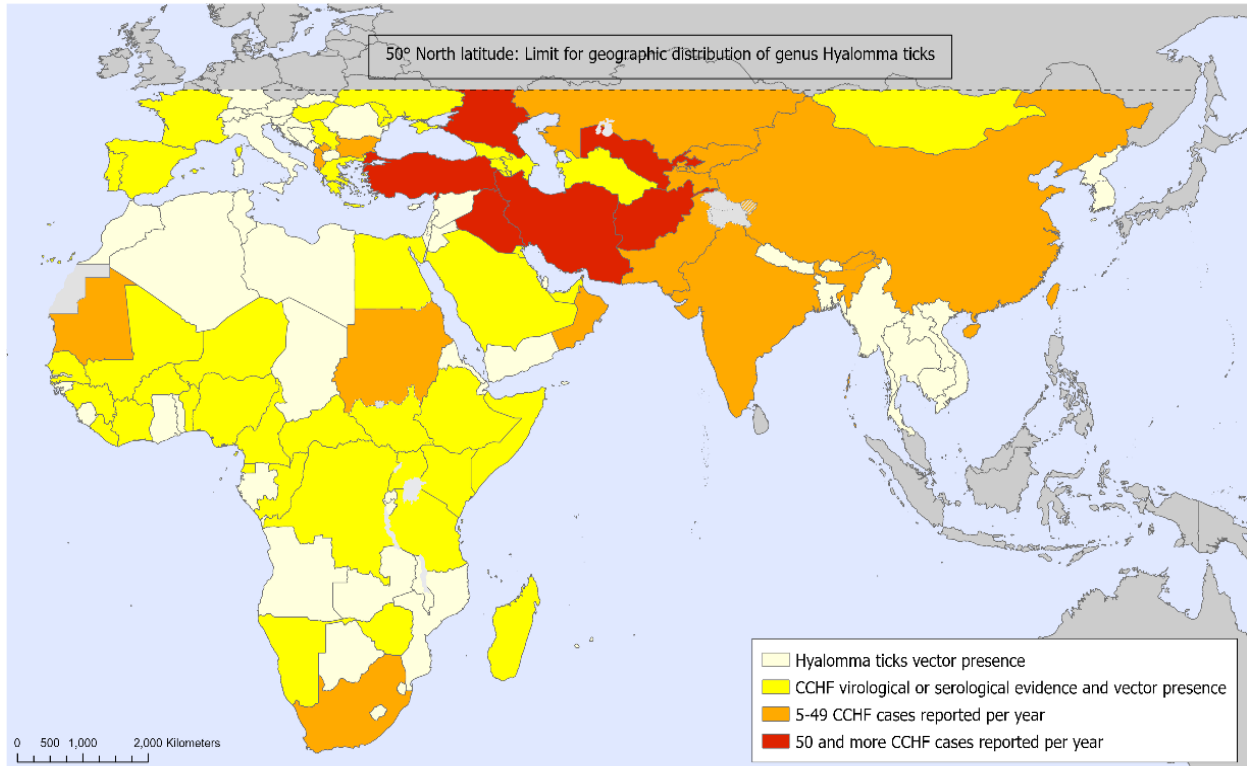 50° North latitude: Limit for geographic distribution of genus Hyalomma ticks
Hyalomma ticks vector presence
CCHF virological or serological evidence and vector presence
5-49 CCHF cases reported per year
50 and more CCHF cases reported per year
0 500 1,000 2,000 Kilometers